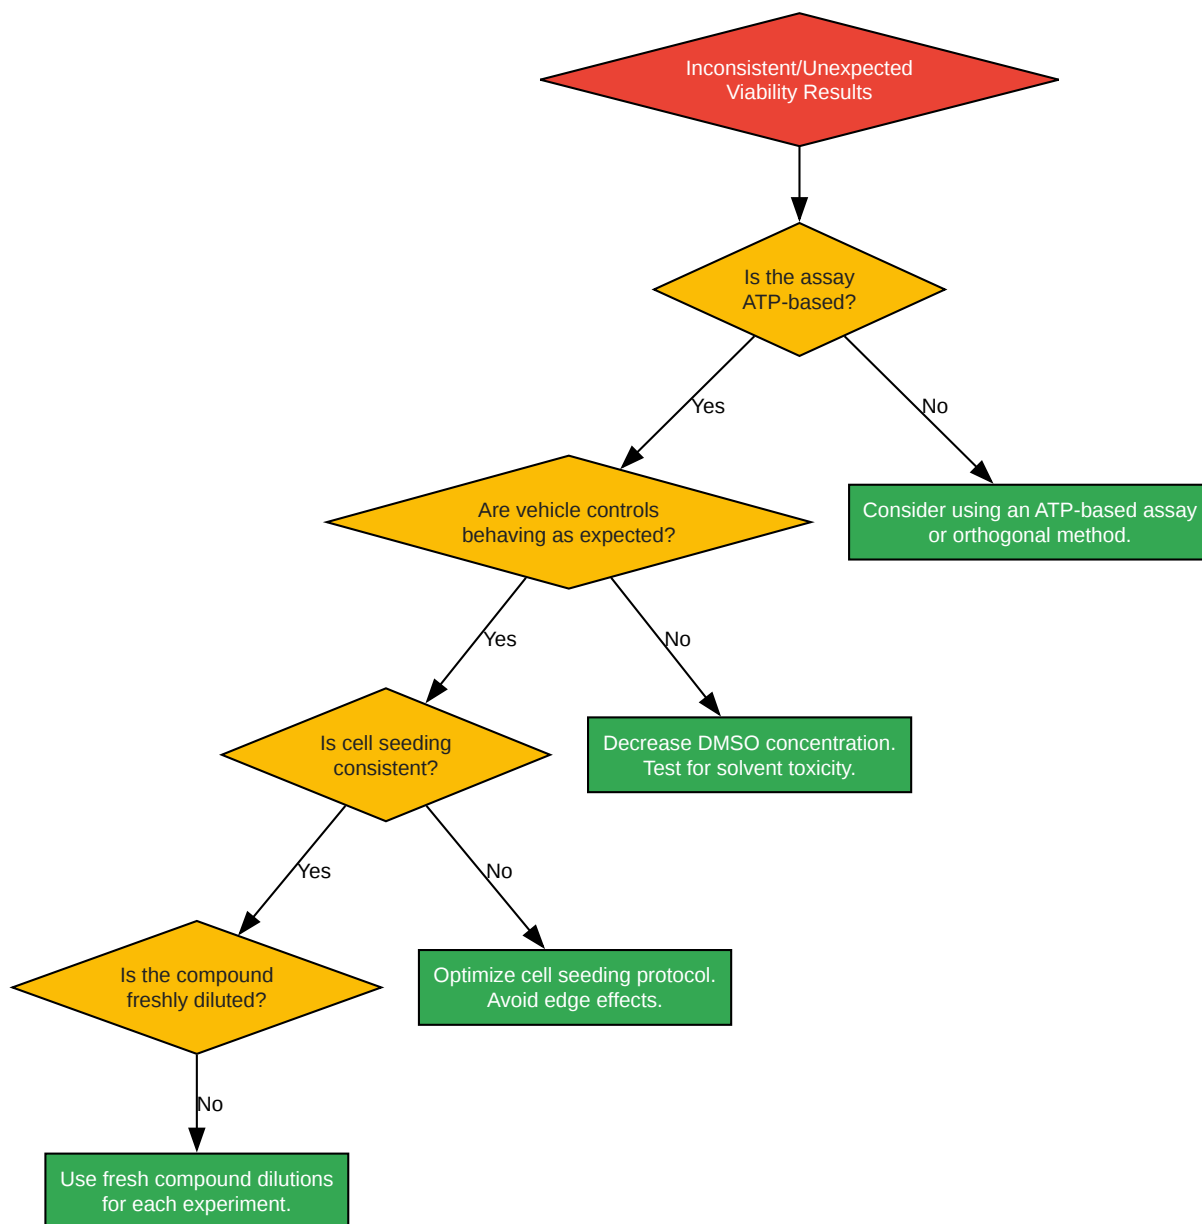 Inconsistent/Unexpected
Viability Results
Is the assay
ATP-based?
Yes
No
Are vehicle controls
behaving as expected?
Consider using an ATP-based assay
or orthogonal method.
Yes
No
Is cell seeding
consistent?
Decrease DMSO concentration.
Test for solvent toxicity.
Yes
No
Is the compound
freshly diluted?
Optimize cell seeding protocol.
Avoid edge effects.
No
Use fresh compound dilutions
for each experiment.